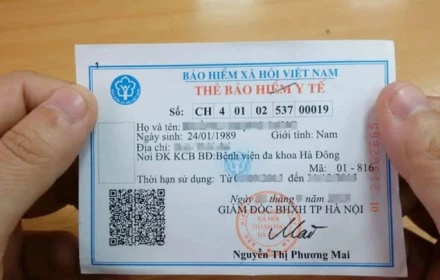 1
BẢO HIỂM XÃ HỘI VIỆT NAM
THẺ BẢO HIỂM Y TẾ
Số: CH 4 01 02 537 00019
Họ và tên:
Ngày sinh: 24/01/1989 Giới tính: Nam
Địa chỉ:
Nơi ĐK KCB BĐ:Bệnh viện đa khoa Hà Đông
Mã: 01 - 816
Thời hạn sử dụng: Từ đến
Ngày tháng năm
GIÁM ĐỐC BHXH TP HÀ NỘI
Nguyễn Thị Phương Mai
01